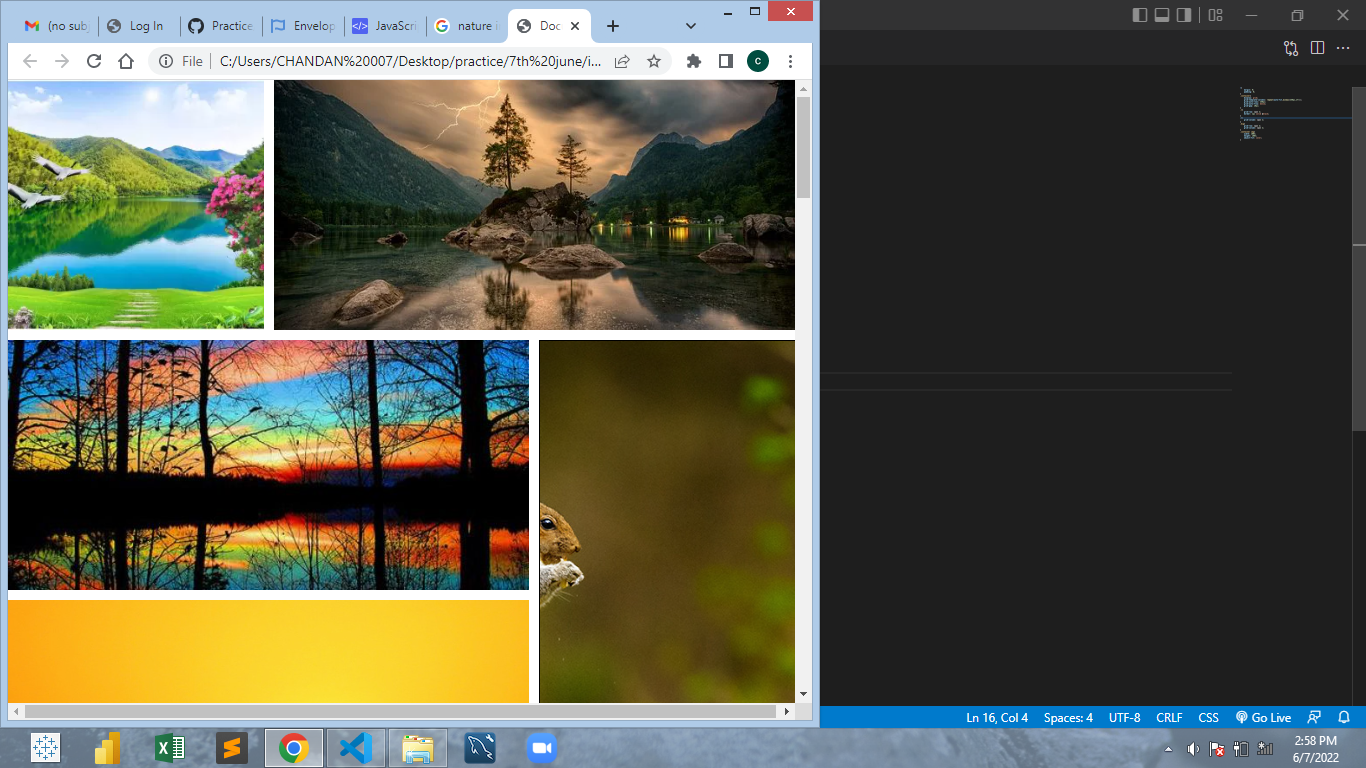 (no subj
Log In
Practice
Envelop
JavaScri
nature i
Doc
File
C:/Users/CHANDAN%20007/Desktop/practice/7th%20june/i...
C
Ln 16, Col 4
Spaces: 4
UTF-8
CRLF
CSS
Go Live
2:58 PM
6/7/2022